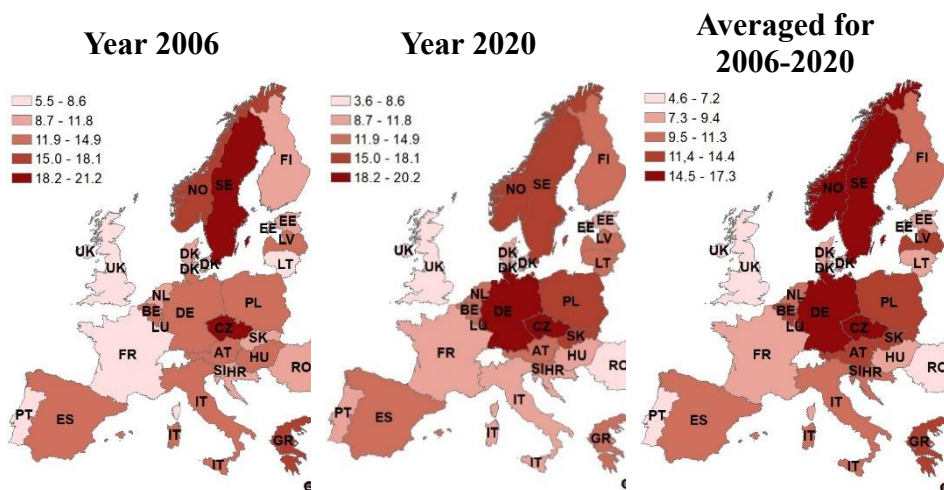 Year 2006
5.5 - 8.6
8.7 - 11.8
11.9 - 14.9
15.0 - 18.1
18.2 - 21.2
FI
NO SE
EE
EE
LV
UK DK
LT
UK DK DK
NL
BE DE PL
LU CZ
SK
FR AT HU
SI HR RO
IT
PT ES
IT GR
IT
Year 2020
3.6 - 8.6
8.7 - 11.8
11.9 - 14.9
15.0 - 18.1
18.2 - 20.2
FI
NO SE
EE
EE
LV
UK DK
LT
UK DK DK
NL
BE DE PL
LU CZ
SK
FR AT HU
SI HR RO
IT
PT ES
IT GR
IT
Averaged for
2006-2020
4.6 - 7.2
7.3 - 9.4
9.5 - 11.3
11,4 - 14.4
14.5 - 17.3
FI
NO SE
EE
EE
LV
UK DK
LT
UK DK DK
NL
BE DE PL
LU CZ
SK
FR AT HU
SI HR RO
IT
PT ES
IT GR
IT